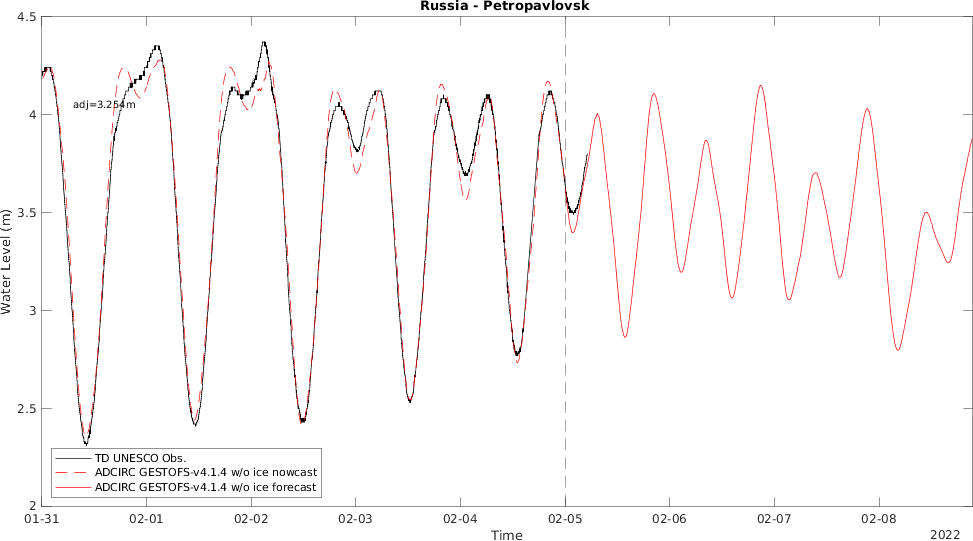 Russia - Petropavlovsk
4.5
4
3.5
3
2.5
2
Water Level (m)
adj=3.254m
TD UNESCO Obs.
ADCIRC GESTOFS-v4.1.4 w/o ice nowcast
ADCIRC GESTOFS-v4.1.4 w/o ice forecast
01-31 02-01 02-02 02-03 02-04 02-05 02-06 02-07 02-08
Time
2022